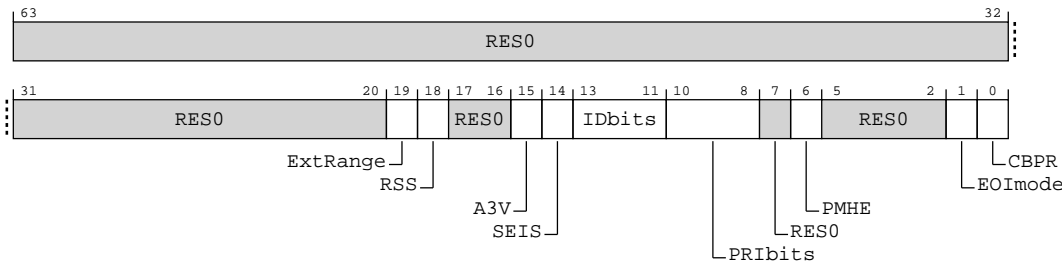 63 32
RES0
31 20 19 18 17 16 15 14 13 11 10 8 7 6 5 2 1 0
RES0 RES0 IDbits RES0
ExtRange CBPR
RSS EOImode
A3V PMHE
SEIS RES0
PRIbits